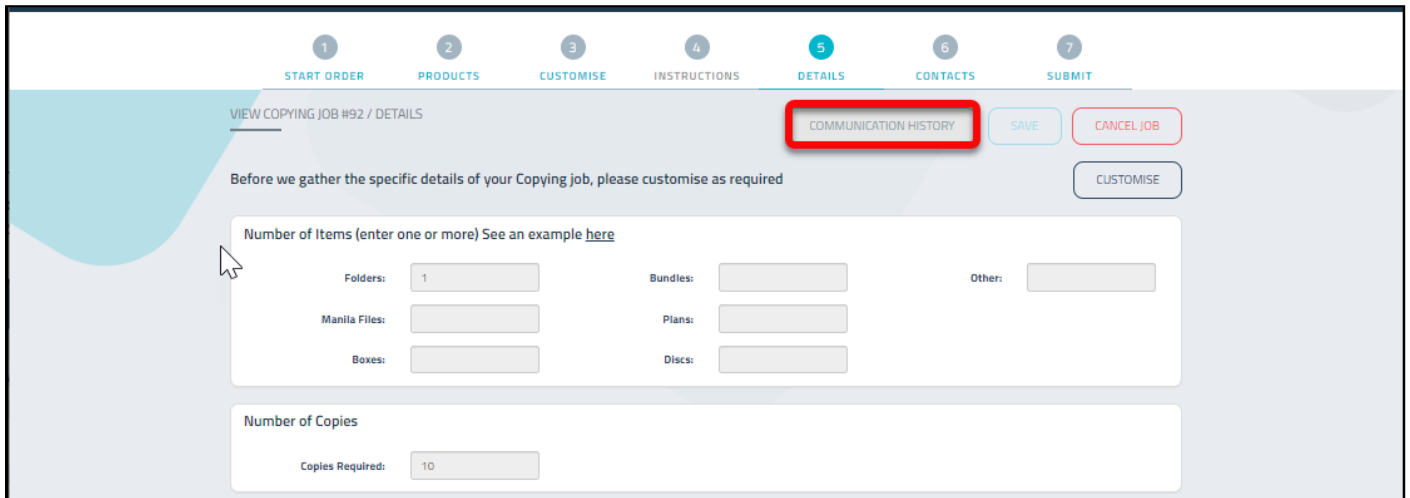 1 2 3 4 5 6 7
START ORDER PRODUCTS CUSTOMISE INSTRUCTIONS DETAILS CONTACTS SUBMIT
VIEW COPYING JOB #92 / DETAILS
COMMUNICATION HISTORY SAVE CANCEL JOB
Before we gather the specific details of your Copying job, please customise as required CUSTOMISE
Number of Items (enter one or more) See an example here
Folders: 1 Bundles: Other:
Manila Files: Plans:
Boxes: Discs:
Number of Copies
Copies Required: 10